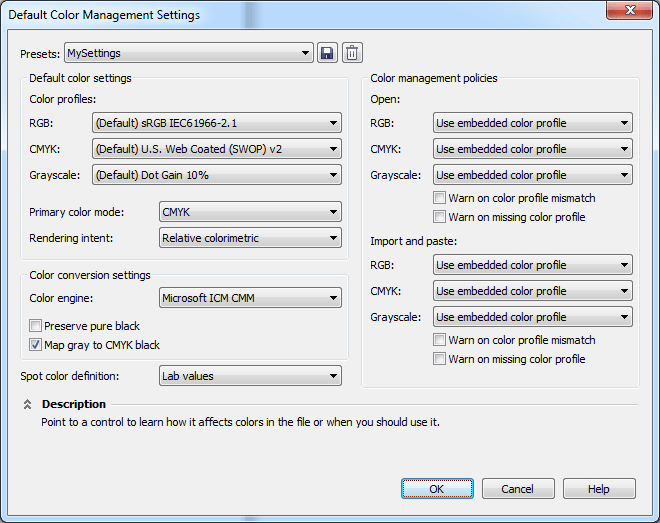 Default Color Management Settings
Presets: MySettings
Default color settings
Color profiles:
RGB: (Default) sRGB IEC61966-2.1
CMYK: (Default) U.S. Web Coated (SWOP) v2
Grayscale: (Default) Dot Gain 10%
Primary color mode: CMYK
Rendering intent: Relative colorimetric
Color conversion settings
Color engine: Microsoft ICM CMM
Preserve pure black
Map gray to CMYK black
Spot color definition: Lab values
Color management policies
Open:
RGB: Use embedded color profile
CMYK: Use embedded color profile
Grayscale: Use embedded color profile
Warn on color profile mismatch
Warn on missing color profile
Import and paste:
RGB: Use embedded color profile
CMYK: Use embedded color profile
Grayscale: Use embedded color profile
Warn on color profile mismatch
Warn on missing color profile
Description
Point to a control to learn how it affects colors in the file or when you should use it.
OK Cancel Help